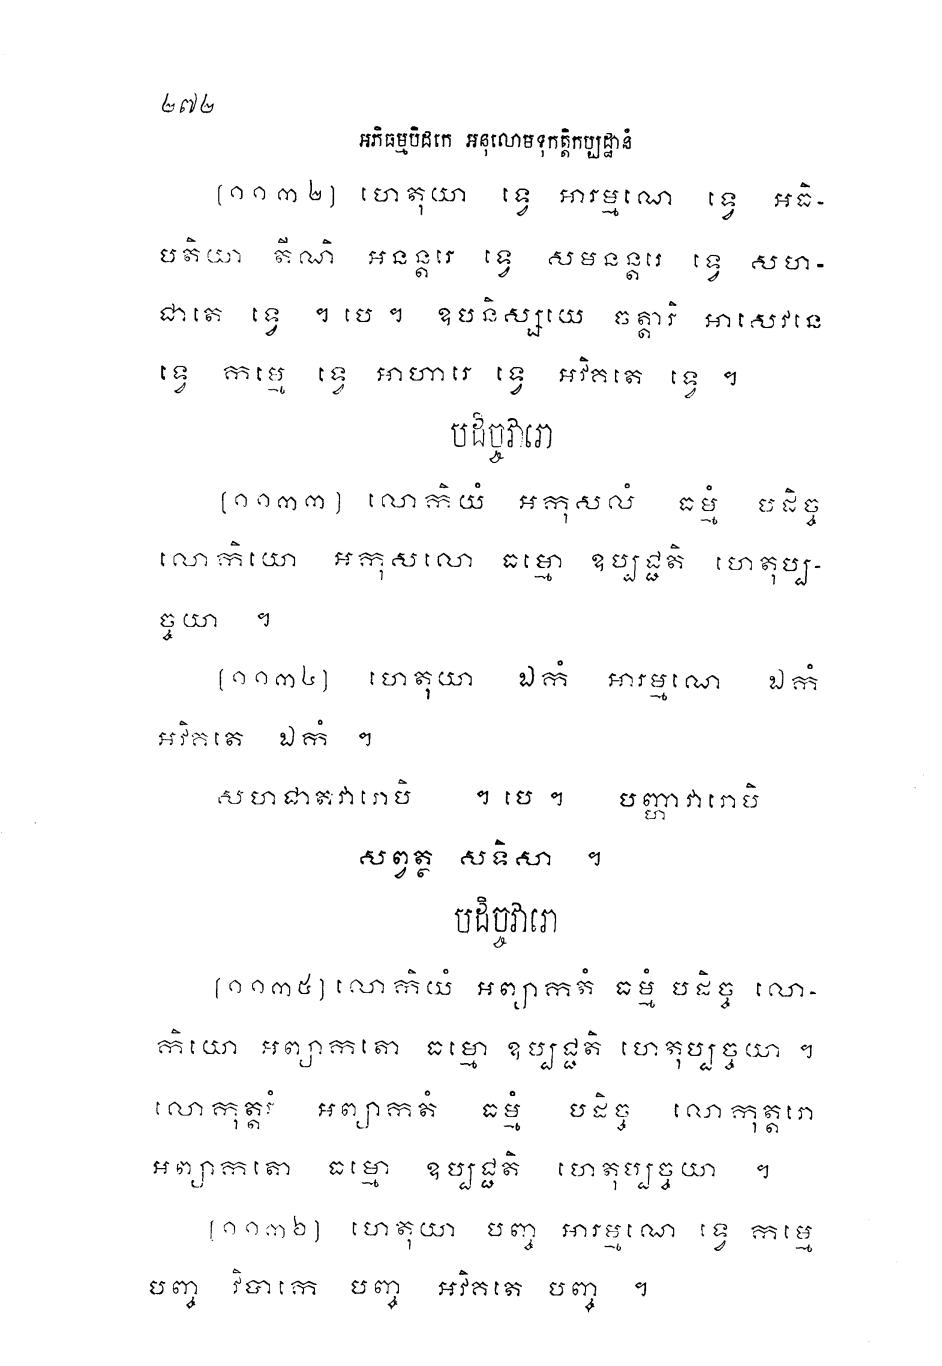 ២៧២
អភិធម្មបិដកេ អនុលោមទុកត្តិកប្បដ្ឋានំ
[១១៣២] ហេតុយា ទ្វេ អារម្មណេ ទ្វេ អធិ-
បតិយា តីណិ អនន្តរេ ទ្វេ សមនន្តរេ ទ្វេ សហ-
ជាតេ ទ្វេ ។ បេ ។ ឧបនិស្សយេ ចត្តារិ អាសេវនេ
ទ្វេ កម្មេ ទ្វេ អាហារេ ទ្វេ អវិគតេ ទ្វេ ។
បដិច្ចវារោ
[១១៣៣] លោកិយំ អកុសលំ ធម្មំ បដិច្ច
លោកិយោ អកុសលោ ធម្មោ ឧប្បជ្ជតិ ហេតុប្ប-
ច្ចយា ។
[១១៣៤] ហេតុយា ឯកំ អារម្មណេ ឯកំ
អវិគតេ ឯកំ ។
សហជាតវារោបិ ។ បេ ។ បញ្ហាវារោបិ
សព្វត្ថ សទិសា ។
បដិច្ចវារោ
[១១៣៥] លោកិយំ អព្យាកតំ ធម្មំ បដិច្ច លោ-
កិយោ អព្យាកតោ ធម្មោ ឧប្បជ្ជតិ ហេតុប្បច្ចយា ។
លោកុត្តរំ អព្យាកតំ ធម្មំ បដិច្ច លោកុត្តរោ
អព្យាកតោ ធម្មោ ឧប្បជ្ជតិ ហេតុប្បច្ចយា ។
[១១៣៦] ហេតុយា បញ្ច អារម្មណេ ទ្វេ កម្មេ
បញ្ច វិបាកេ បញ្ច អវិគតេ បញ្ច ។